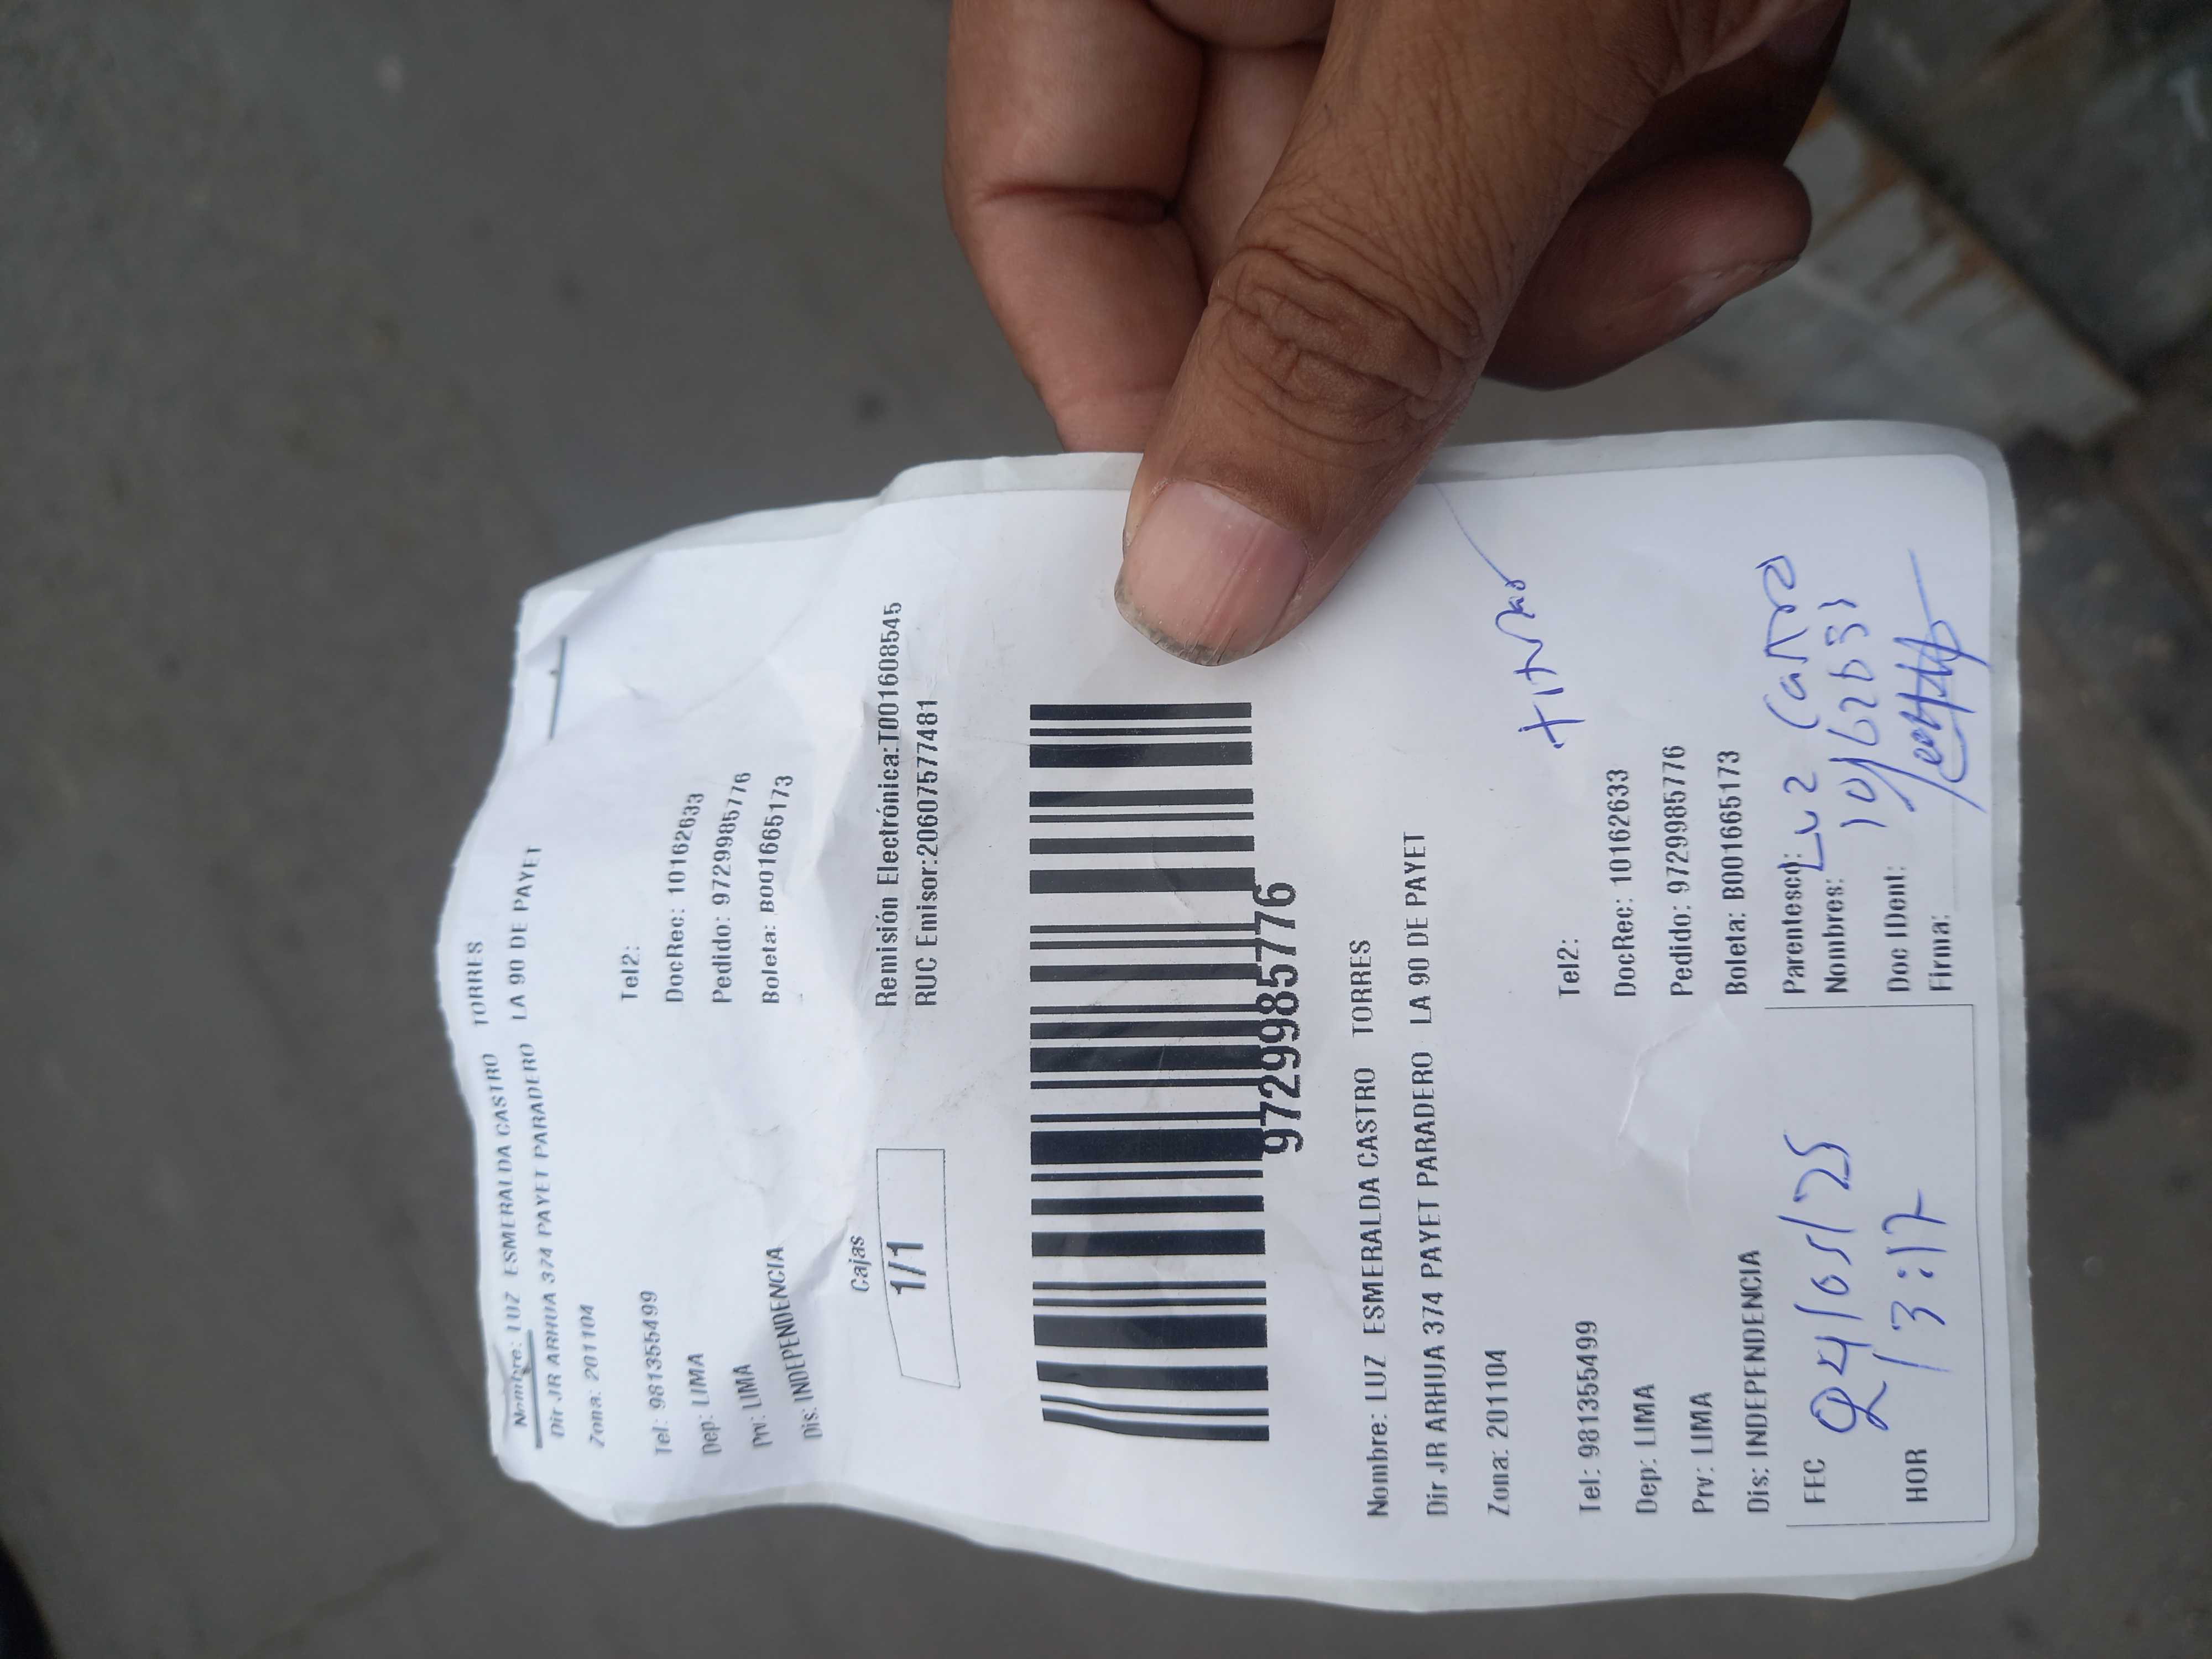 Nombre: LUZ ESMERALDA CASTRO TORRES
Dir JR ARHUA 374 PAYET PARADERO LA 90 DE PAYET
Zona: 201104
Tel: 981355499 Tel2:
Dep: LIMA DocRec: 10162633
Prv: LIMA Pedido: 9729985776
Dis: INDEPENDENCIA Boleta: B001665173
Cajas
1/1
Remisión Electrónica:T001608545
RUC Emisor:20607577481
9729985776
Nombre: LUZ ESMERALDA CASTRO TORRES
Dir JR ARHUA 374 PAYET PARADERO LA 90 DE PAYET
Zona: 201104
Tel: 981355499 Tel2:
Dep: LIMA DocRec: 10162633
Prv: LIMA Pedido: 9729985776
Dis: INDEPENDENCIA Boleta: B001665173
FEC 24/05/25
HOR 13:17
Parentesco:
Nombres: Luz Castro
Doc IDent: 10162633
Firma: